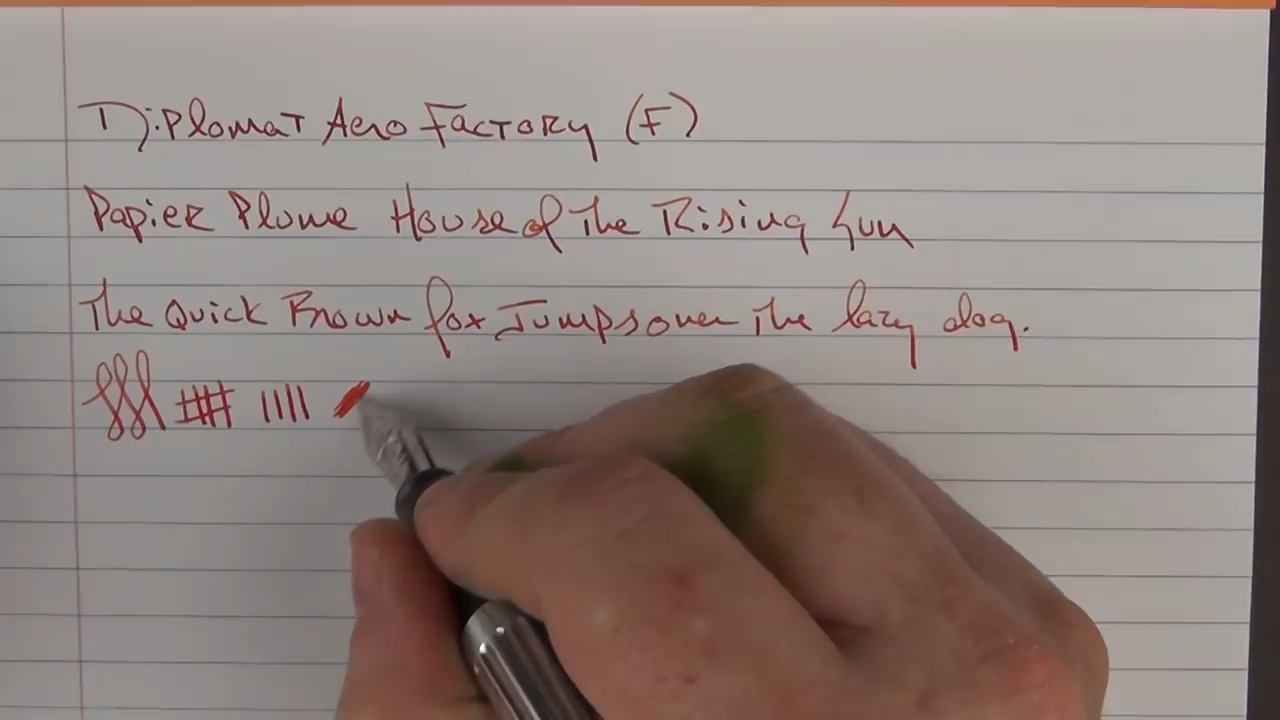 Diplomat Aero Factory (F)
Papier Plume House of The Rising Sun
The Quick Brown fox Jumps over The lazy dog.